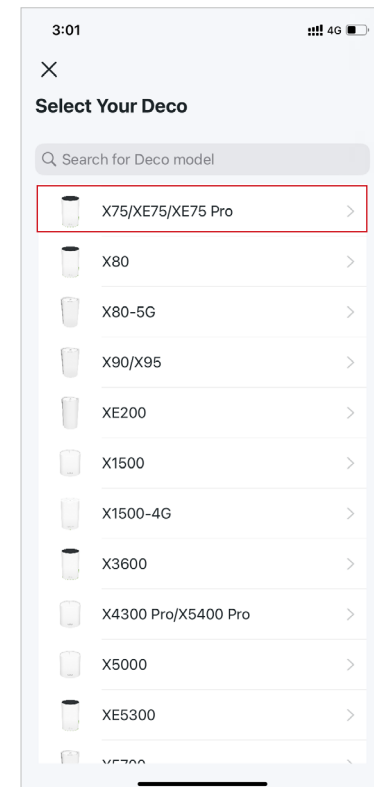 3:01
4G
Select Your Deco
Search for Deco model
X75/XE75/XE75 Pro
X80
X80-5G
X90/X95
XE200
X1500
X1500-4G
X3600
X4300 Pro/X5400 Pro
X5000
XE5300